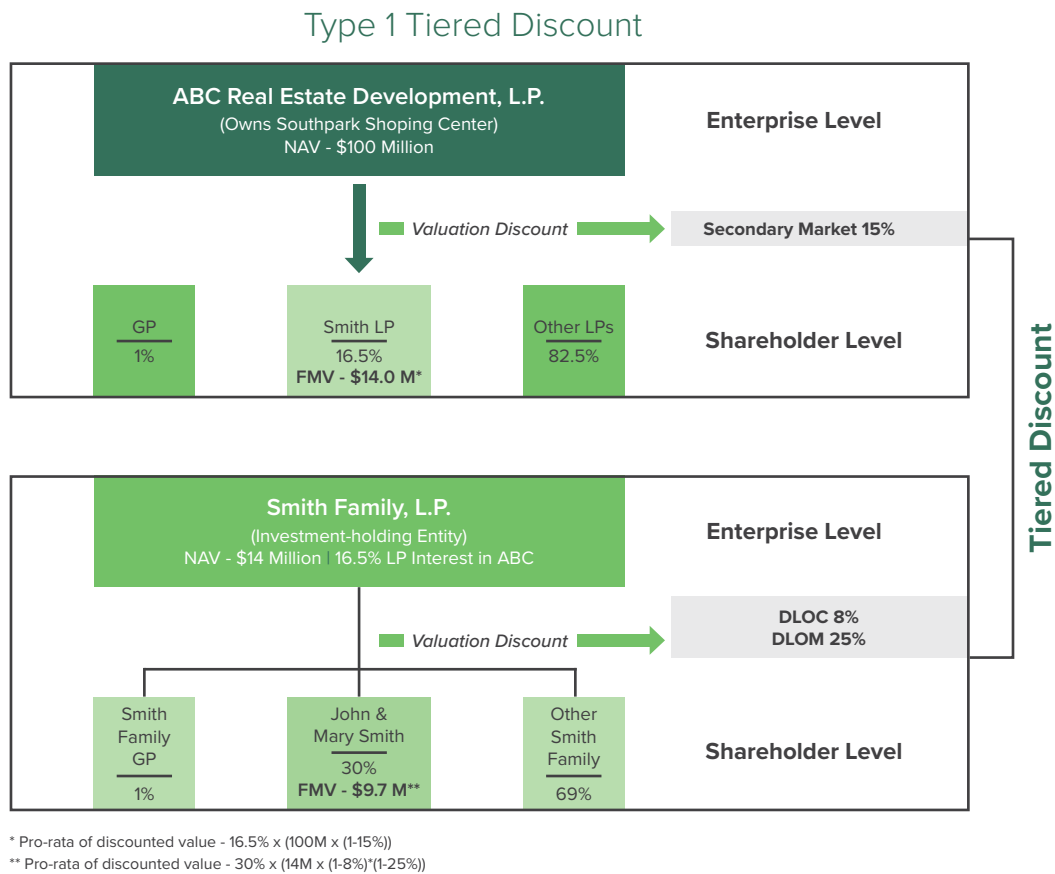 Type 1 Tiered Discount
ABC Real Estate Development, L.P.
(Owns Southpark Shoping Center)
NAV - $100 Million
Enterprise Level
Valuation Discount
Secondary Market 15%
GP
1%
Smith LP
16.5%
FMV - $14.0 M*
Other LPs
82.5%
Shareholder Level
Tiered Discount
Smith Family, L.P.
(Investment-holding Entity)
NAV - $14 Million | 16.5% LP Interest in ABC
Enterprise Level
Valuation Discount
DLOC 8%
DLOM 25%
Smith
Family
GP
1%
John &
Mary Smith
30%
FMV - $9.7 M**
Other
Smith
Family
69%
Shareholder Level
* Pro-rata of discounted value - 16.5% x (100M x (1-15%))
** Pro-rata of discounted value - 30% x (14M x (1-8%)*(1-25%))